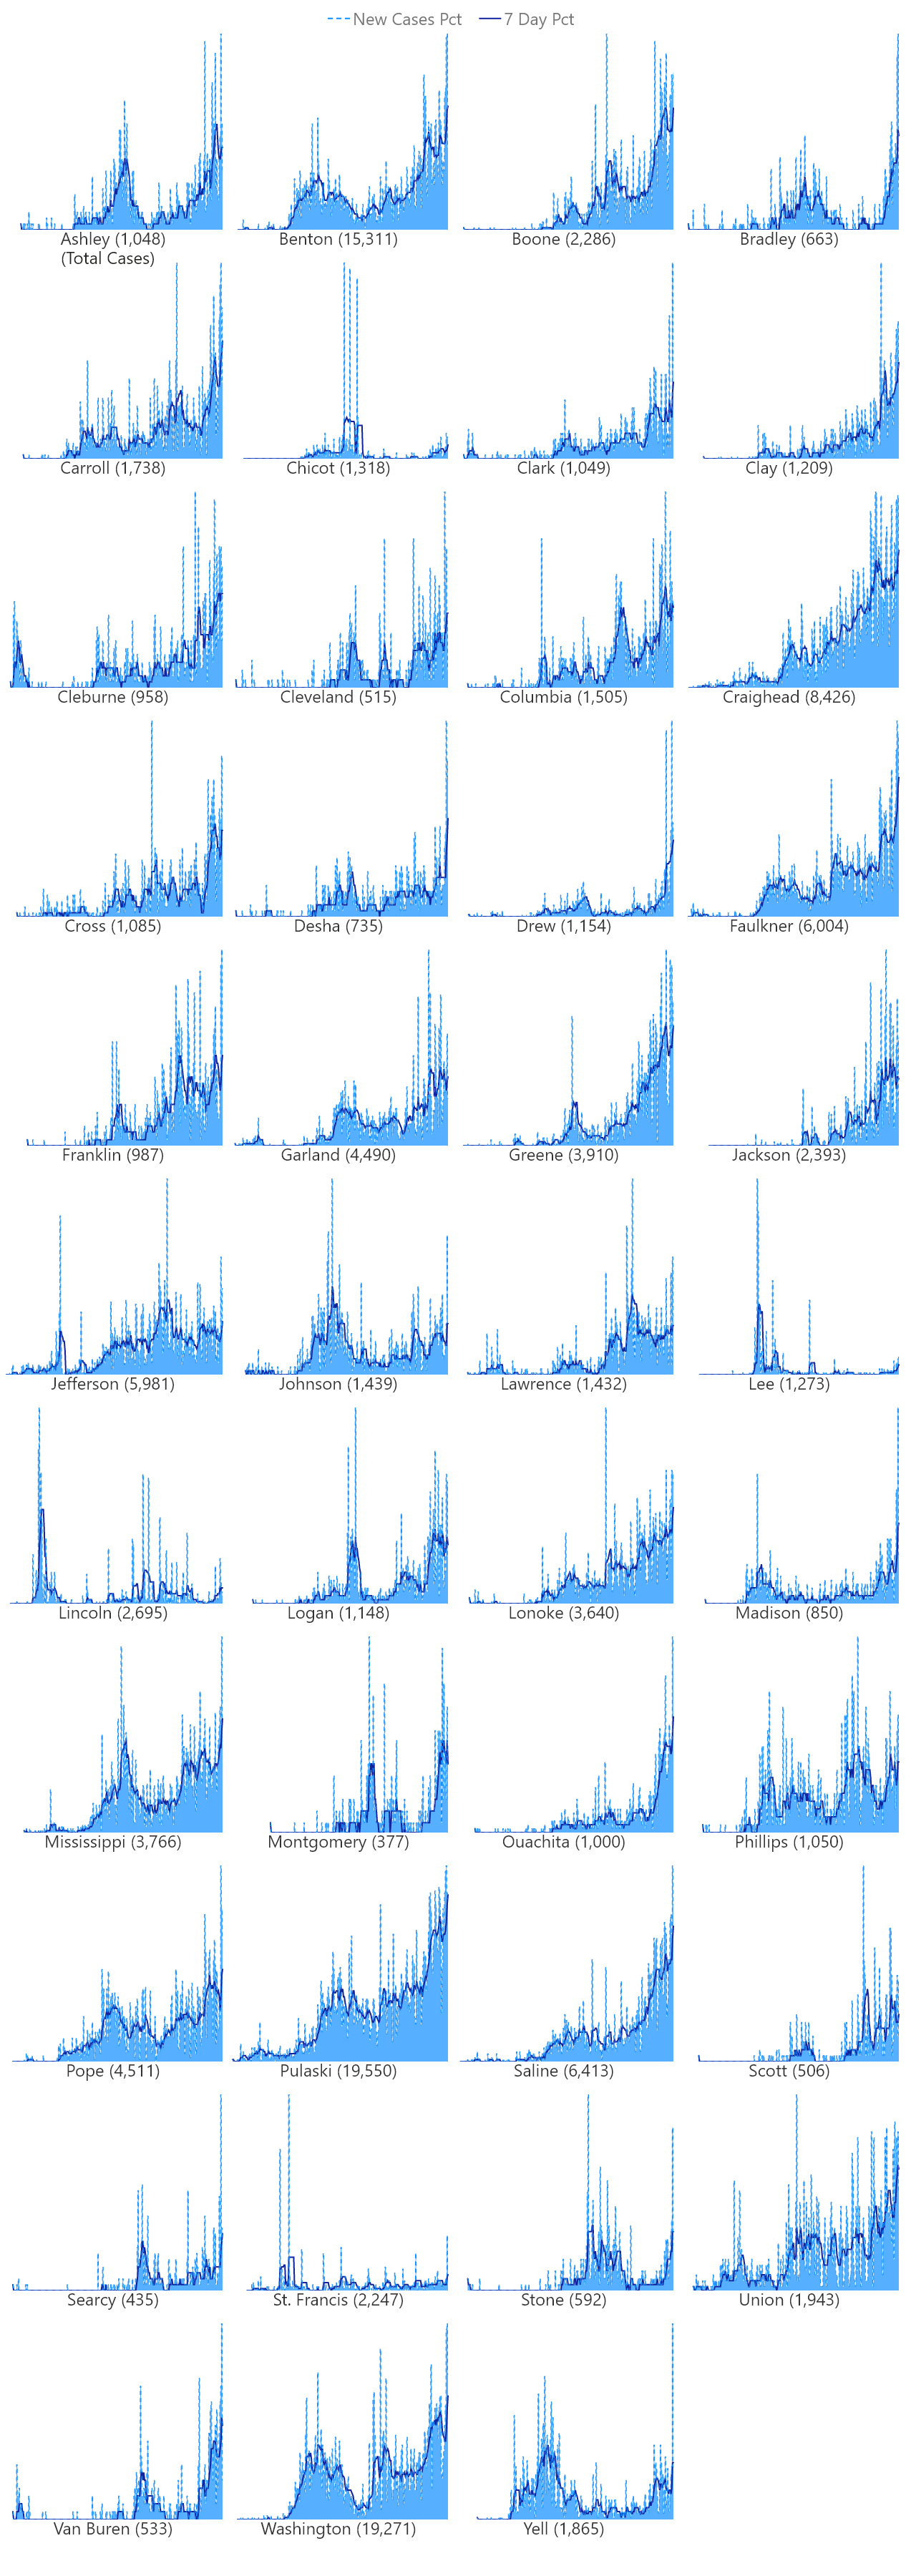 New Cases Pct 7 Day Pct
Ashley (1,048) Benton (15,311) Boone (2,286) Bradley (663)
(Total Cases)
Carroll (1,738) Chicot (1,318) Clark (1,049) Clay (1,209)
Cleburne (958) Cleveland (515) Columbia (1,505) Craighead (8,426)
Cross (1,085) Desha (735) Drew (1,154) Faulkner (6,004)
Franklin (987) Garland (4,490) Greene (3,910) Jackson (2,393)
Jefferson (5,981) Johnson (1,439) Lawrence (1,432) Lee (1,273)
Lincoln (2,695) Logan (1,148) Lonoke (3,640) Madison (850)
Mississippi (3,766) Montgomery (377) Ouachita (1,000) Phillips (1,050)
Pope (4,511) Pulaski (19,550) Saline (6,413) Scott (506)
Searcy (435) St. Francis (2,247) Stone (592) Union (1,943)
Van Buren (533) Washington (19,271) Yell (1,865)